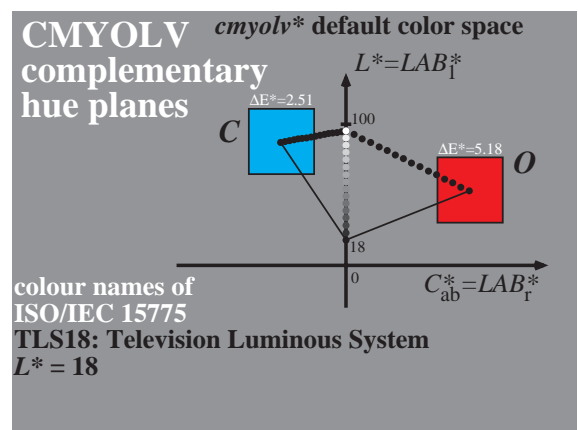 CMYOLV
complementary
hue planes
cmyolv* default color space
L*=LAB*1
ΔE*=2.51
C
100
ΔE*=5.18
O
18
0
C*ab=LAB*r
colour names of
ISO/IEC 15775
TLS18: Television Luminous System
L* = 18